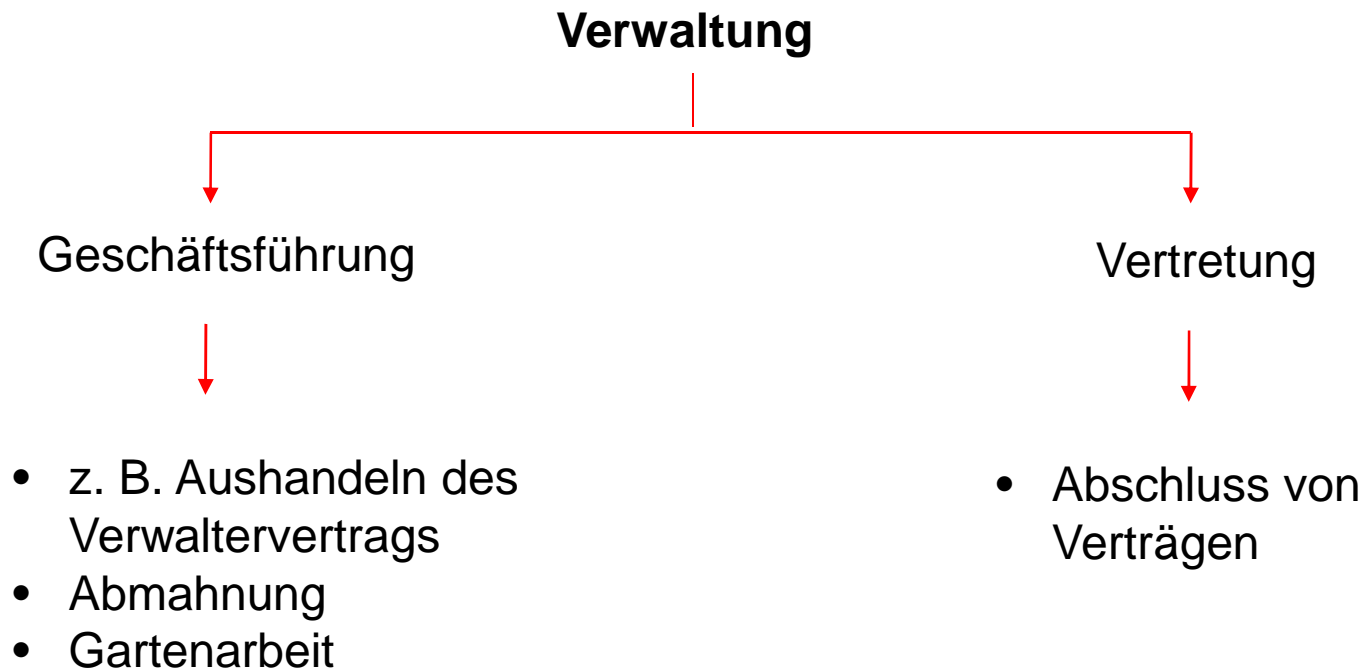 Verwaltung
Geschäftsführung
Vertretung
• z. B. Aushandeln des
Verwaltervertrags
• Abmahnung
• Gartenarbeit
• Abschluss von
Verträgen